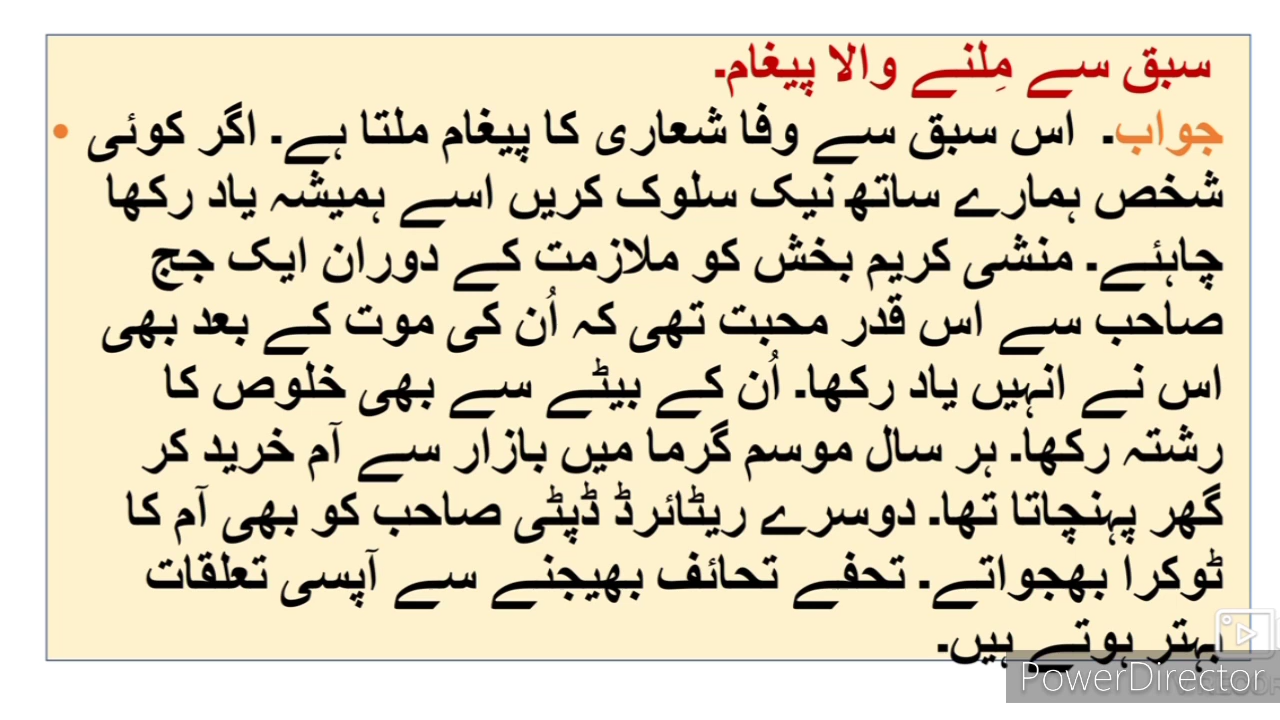 سبق سے مِلنے والا پیغام۔
جواب۔ اس سبق سے وفا شعاری کا پیغام ملتا ہے۔ اگر کوئی •
شخص ہمارے ساتھ نیک سلوک کریں اسے ہمیشہ یاد رکھا
چاہئے۔ منشی کریم بخش کو ملازمت کے دوران ایک جج
صاحب سے اس قدر محبت تھی کہ اُن کی موت کے بعد بھی
اس نے انہیں یاد رکھا۔ اُن کے بیٹے سے بھی خلوص کا
رشتہ رکھا۔ ہر سال موسم گرما میں بازار سے آم خرید کر
گھر پہنچاتا تھا۔ دوسرے ریٹائرڈ ڈپٹی صاحب کو بھی آم کا
ٹوکرا بھجواتے۔ تحفے تحائف بھیجنے سے آپسی تعلقات
بہتر ہوتے ہیں۔
PowerDirector